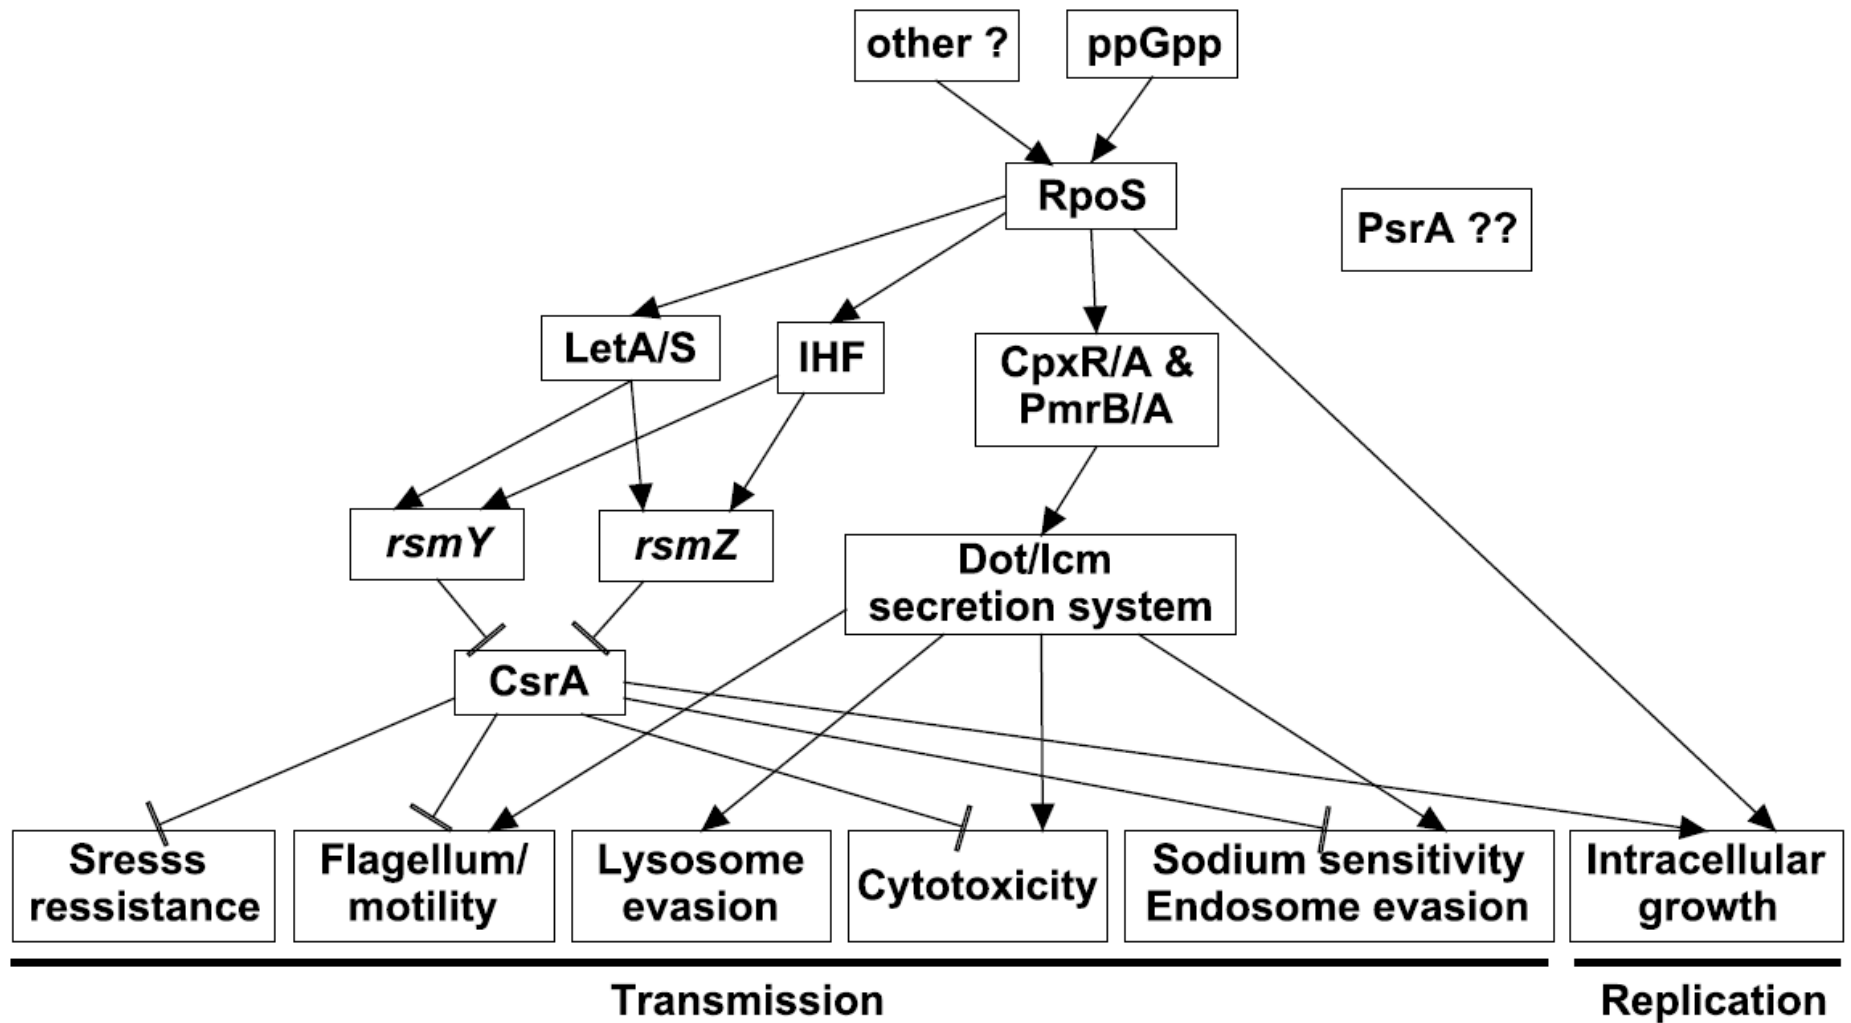 other ?
ppGpp
RpoS
PsrA ??
LetA/S
IHF
CpxR/A &
PmrB/A
rsmY
rsmZ
Dot/Icm
secretion system
CsrA
Sresss
ressistance
Flagellum/
motility
Lysosome
evasion
Cytotoxicity
Sodium sensitivity
Endosome evasion
Intracellular
growth
Transmission
Replication